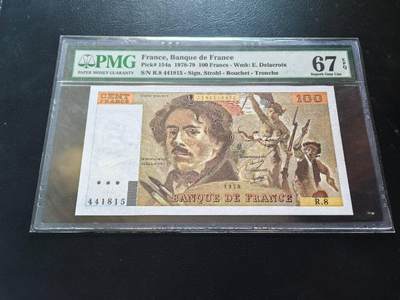 PMG
PAPER MONEY GUARANTY
France, Banque de France
Pick# 154a 1978-79 100 Francs - Wmk: E. Delacroix
S/N R.8 441815 - Sign. Strohl - Bouchet - Tronche
67 EPQ
Superb Gem Unc
CENT
FRANCS
100
1978
BANQUE DE FRANCE
441815
R.8